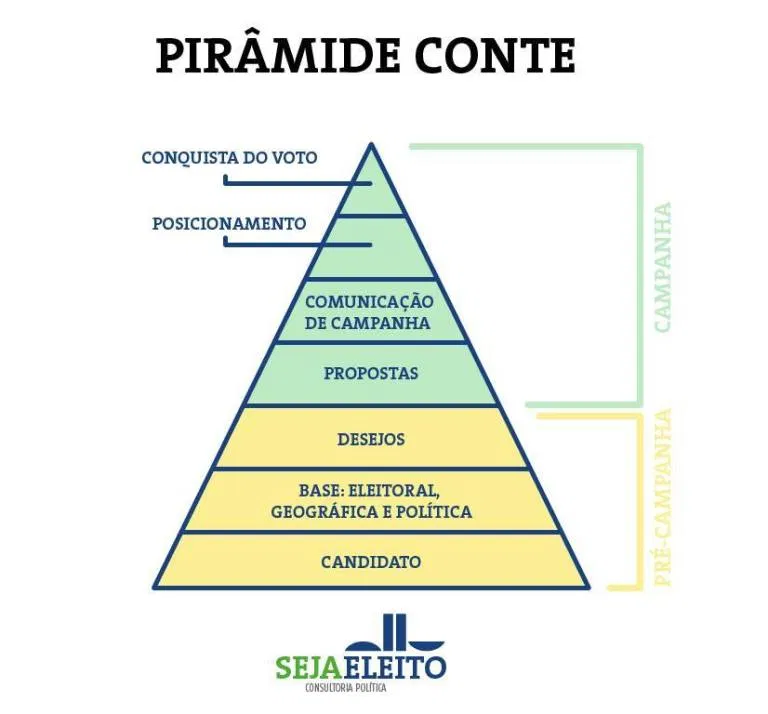 PIRÂMIDE CONTE
CONQUISTA DO VOTO
POSICIONAMENTO
COMUNICAÇÃO
DE CAMPANHA
PROPOSTAS
DESEJOS
BASE: ELEITORAL,
GEOGRÁFICA E POLÍTICA
CANDIDATO
CAMPANHA
PRÉ-CAMPANHA
SEJAELEITO
CONSULTORIA POLÍTICA